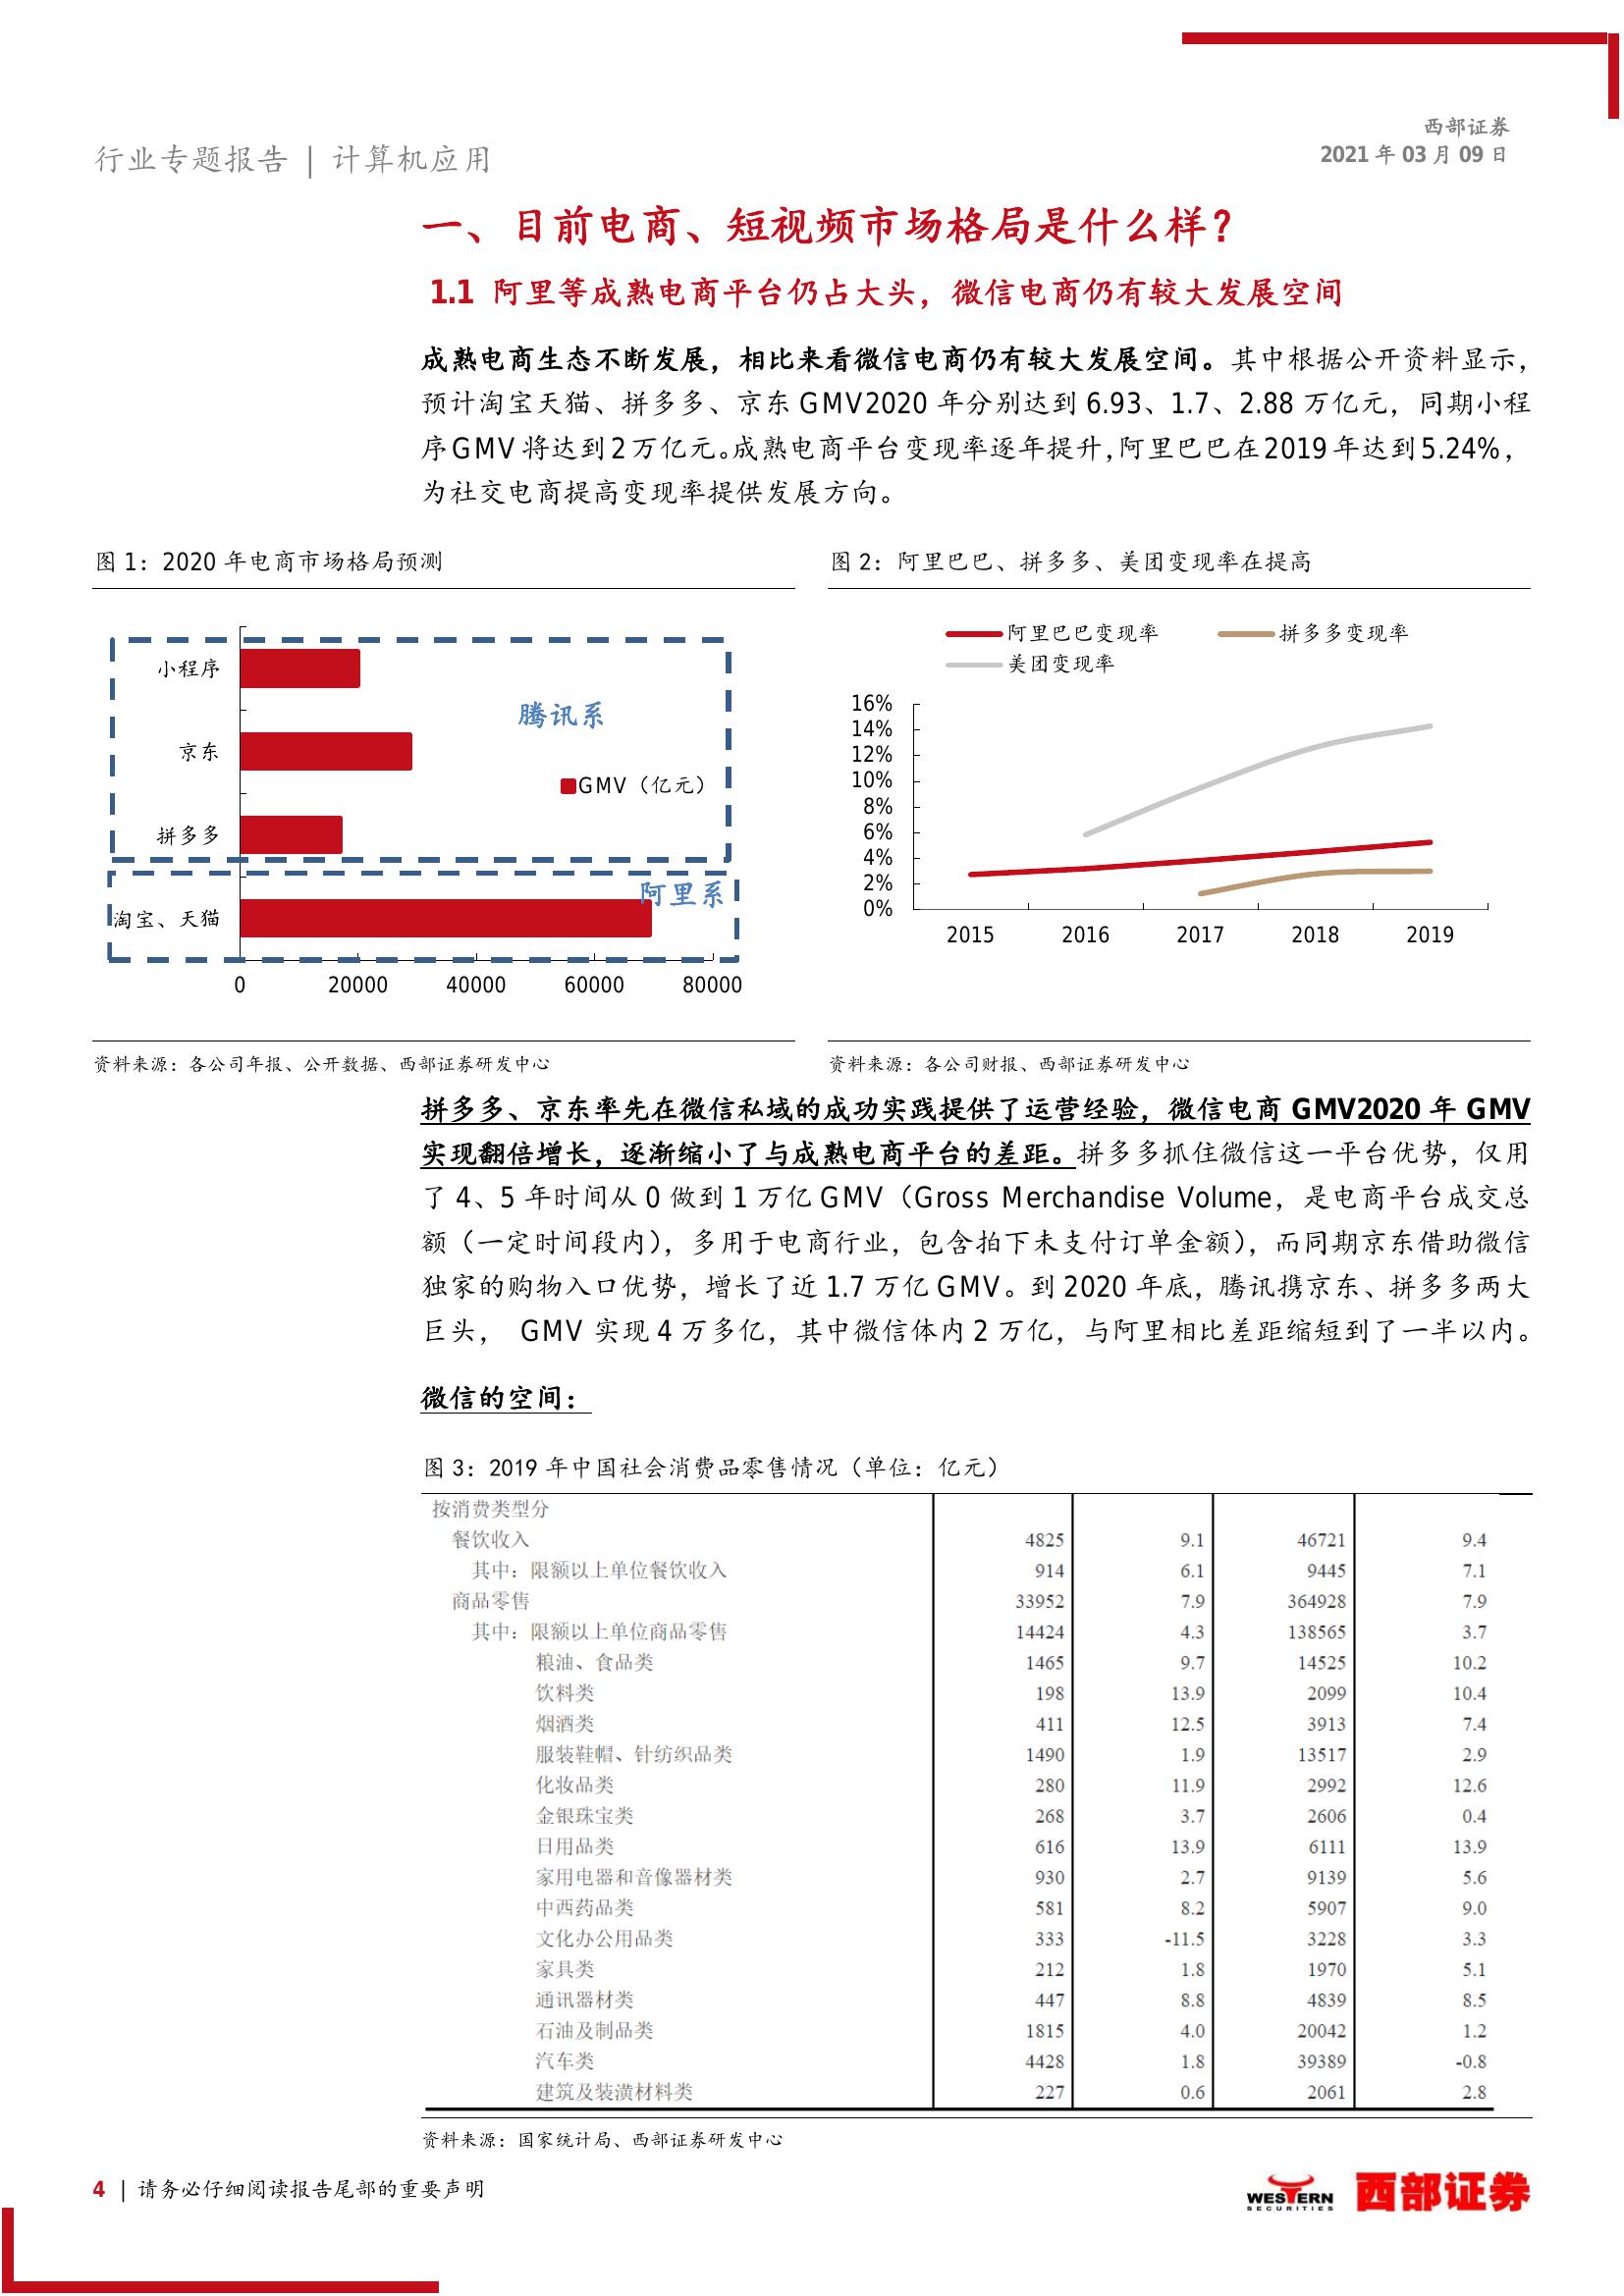 西部证券
2021 年 03 月 09 日
行业专题报告 | 计算机应用
一、目前电商、短视频市场格局是什么样?
1.1 阿里等成熟电商平台仍占大头，微信电商仍有较大发展空间
成熟电商生态不断发展，相比来看微信电商仍有较大发展空间。其中根据公开资料显示，
预计淘宝天猫、拼多多、京东 GMV2020 年分别达到 6.93、1.7、2.88 万亿元，同期小程
序 GMV 将达到 2 万亿元。成熟电商平台变现率逐年提升，阿里巴巴在 2019 年达到 5.24%，
为社交电商提高变现率提供发展方向。
图 1：2020 年电商市场格局预测
小程序
腾讯系
京东
GMV（亿元）
拼多多
阿里系
淘宝、天猫
0 20000 40000 60000 80000
资料来源：各公司年报、公开数据、西部证券研发中心
图 2：阿里巴巴、拼多多、美团变现率在提高
阿里巴巴变现率 拼多多变现率
美团变现率
16%
14%
12%
10%
8%
6%
4%
2%
0%
2015 2016 2017 2018 2019
资料来源：各公司财报、西部证券研发中心
拼多多、京东率先在微信私域的成功实践提供了运营经验，微信电商 GMV2020 年 GMV
实现翻倍增长，逐渐缩小了与成熟电商平台的差距。拼多多抓住微信这一平台优势，仅用
了 4、5 年时间从 0 做到 1 万亿 GMV（Gross Merchandise Volume，是电商平台成交总
额（一定时间段内），多用于电商行业，包含拍下未支付订单金额），而同期京东借助微信
独家的购物入口优势，增长了近 1.7 万亿 GMV。到 2020 年底，腾讯携京东、拼多多两大
巨头， GMV 实现 4 万多亿，其中微信体内 2 万亿，与阿里相比差距缩短到了一半以内。
微信的空间：
图 3：2019 年中国社会消费品零售情况（单位：亿元）
按消费类型分
餐饮收入 4825 9.1 46721 9.4
其中：限额以上单位餐饮收入 914 6.1 9445 7.1
商品零售 33952 7.9 364928 7.9
其中：限额以上单位商品零售 14424 4.3 138565 3.7
粮油、食品类 1465 9.7 14525 10.2
饮料类 198 13.9 2099 10.4
烟酒类 411 12.5 3913 7.4
服装鞋帽、针纺织品类 1490 1.9 13517 2.9
化妆品类 280 11.9 2992 12.6
金银珠宝类 268 3.7 2606 0.4
日用品类 616 13.9 6111 13.9
家用电器和音像器材类 930 2.7 9139 5.6
中西药品类 581 8.2 5907 9.0
文化办公用品类 333 -11.5 3228 3.3
家具类 212 1.8 1970 5.1
通讯器材类 447 8.8 4839 8.5
石油及制品类 1815 4.0 20042 1.2
汽车类 4428 1.8 39389 -0.8
建筑及装潢材料类 227 0.6 2061 2.8
资料来源：国家统计局、西部证券研发中心
4 | 请务必仔细阅读报告尾部的重要声明
WESTERN
SECURITIES
西部证券